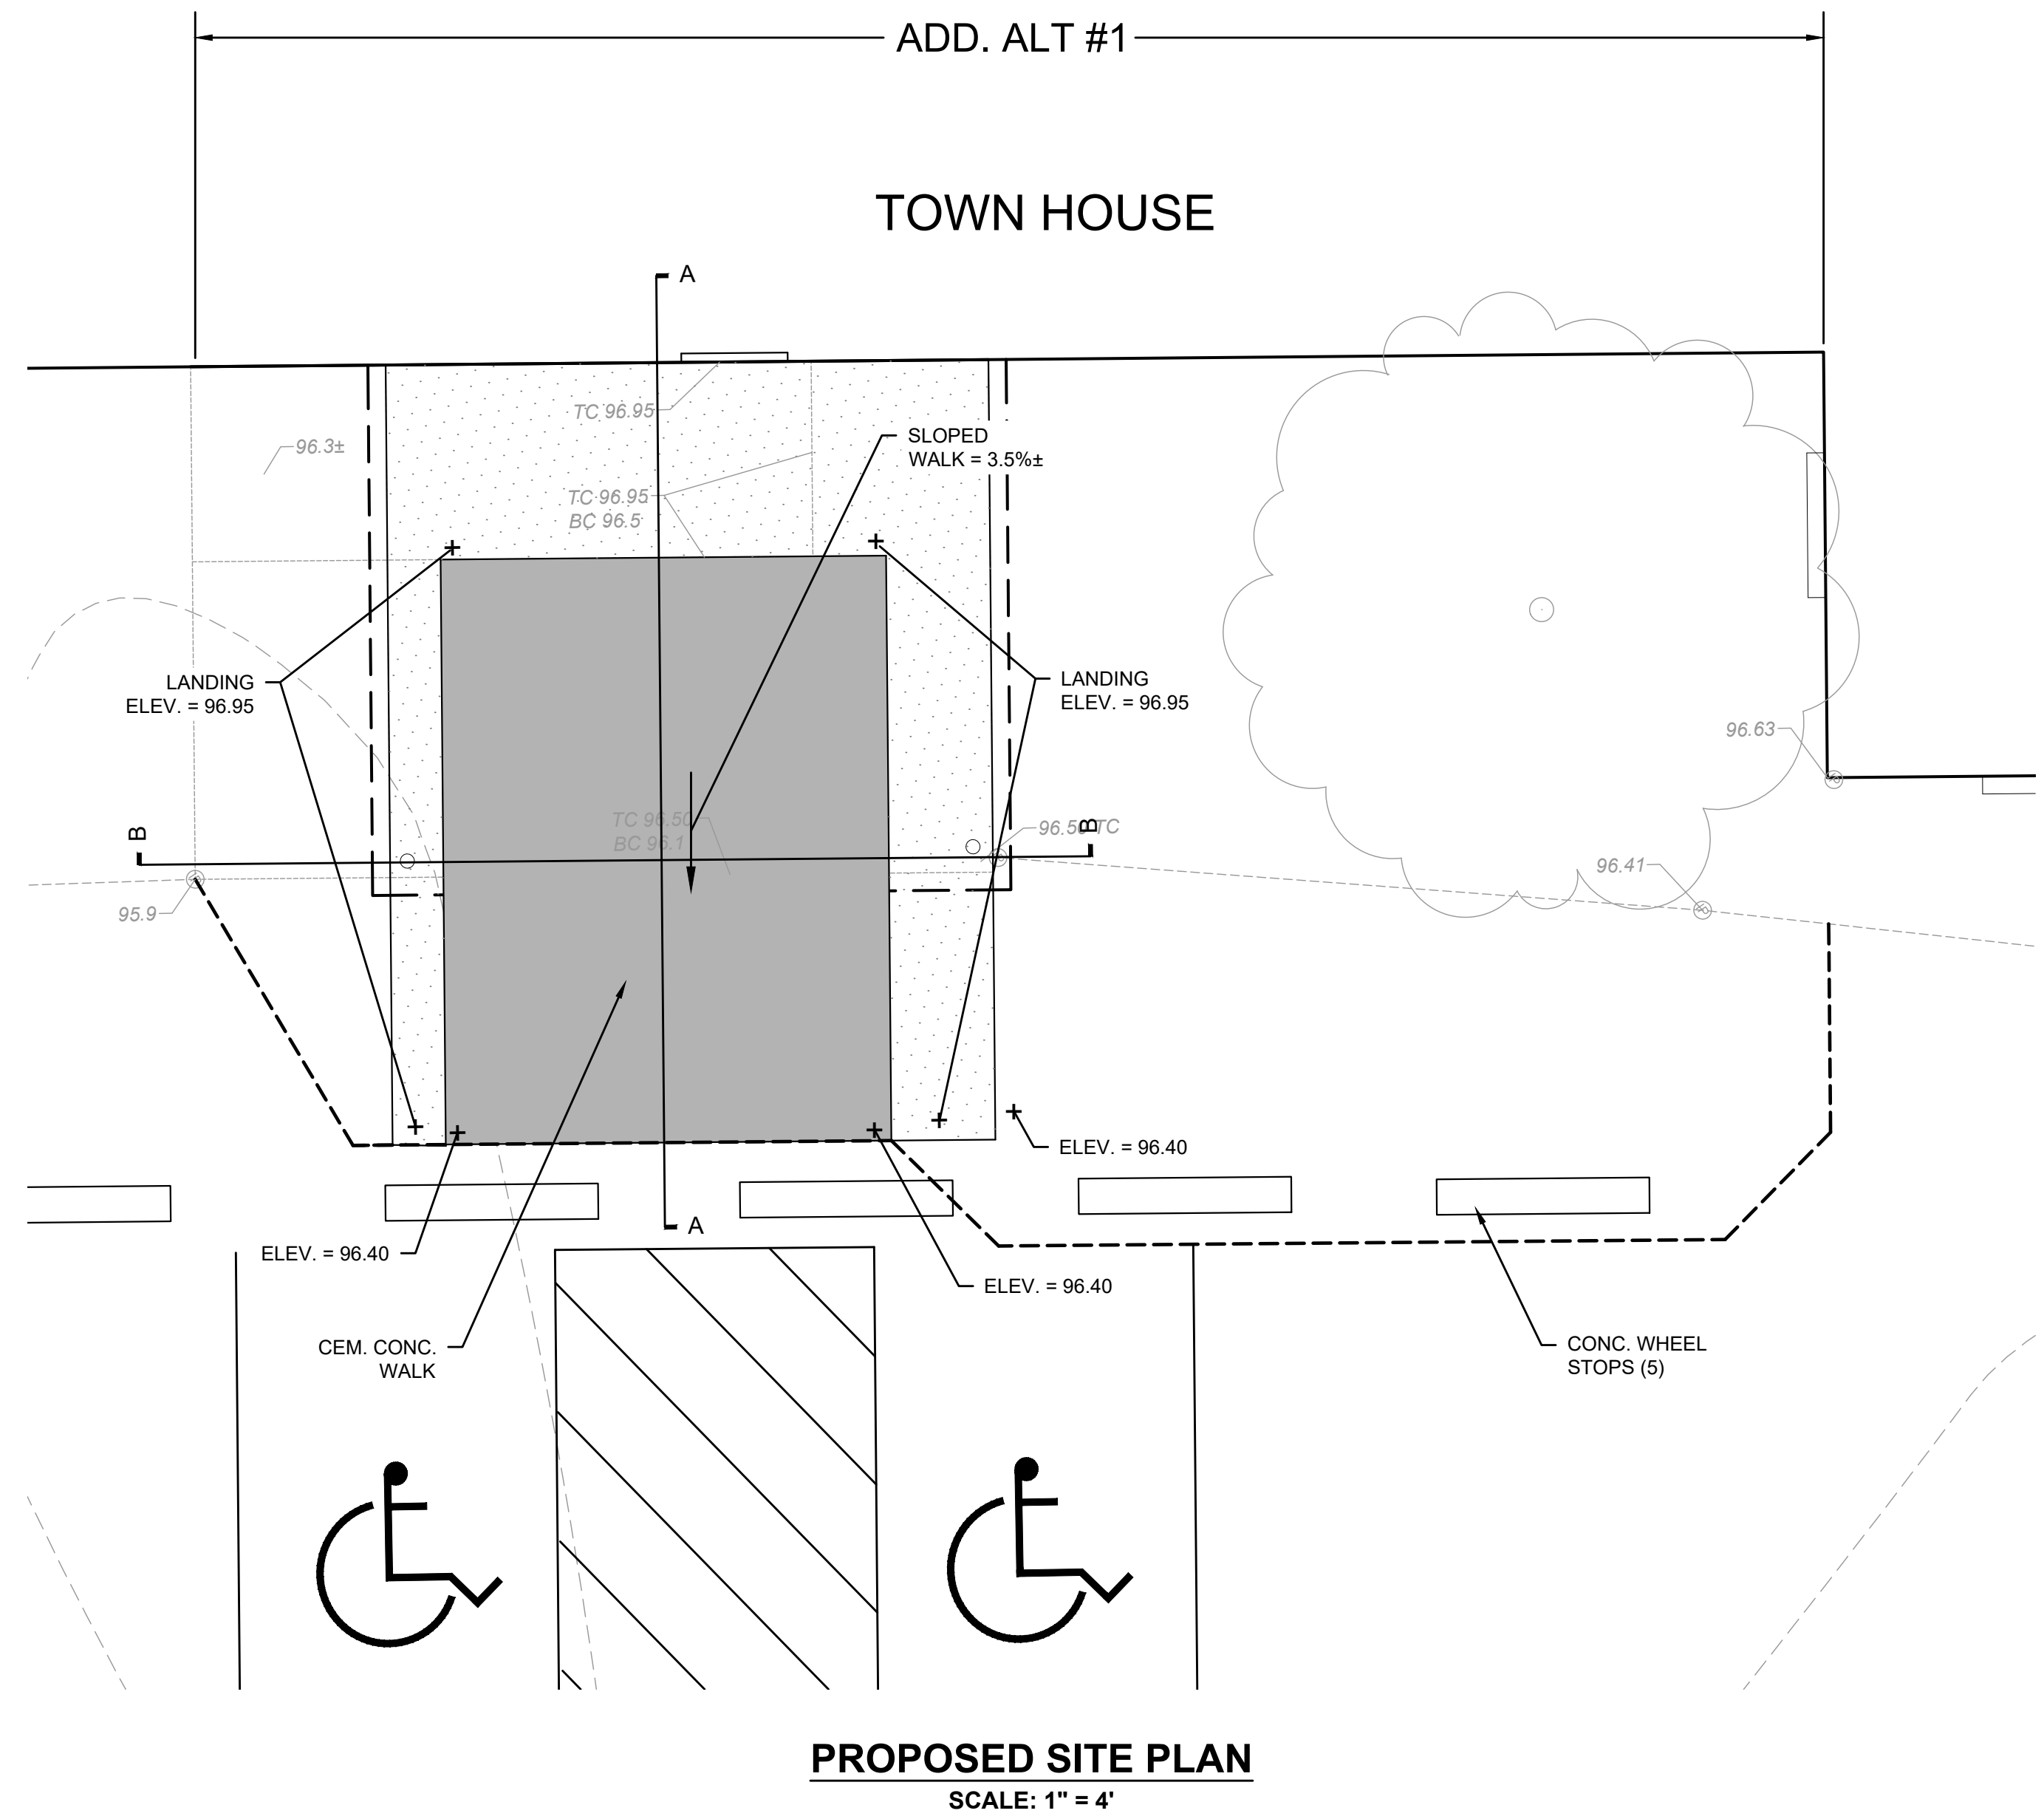 ADD. ALT #1
TOWN HOUSE
A
TC 96.95
SLOPED
WALK = 3.5%±
96.3±
TC 96.95
BC 96.5
LANDING
ELEV. = 96.95
LANDING
ELEV. = 96.95
96.63
B
TC 96.50
BC 96.1
96.50 TC
B
96.41
95.9
ELEV. = 96.40
A
ELEV. = 96.40
ELEV. = 96.40
CEM. CONC.
WALK
CONC. WHEEL
STOPS (5)
PROPOSED SITE PLAN
SCALE: 1" = 4'